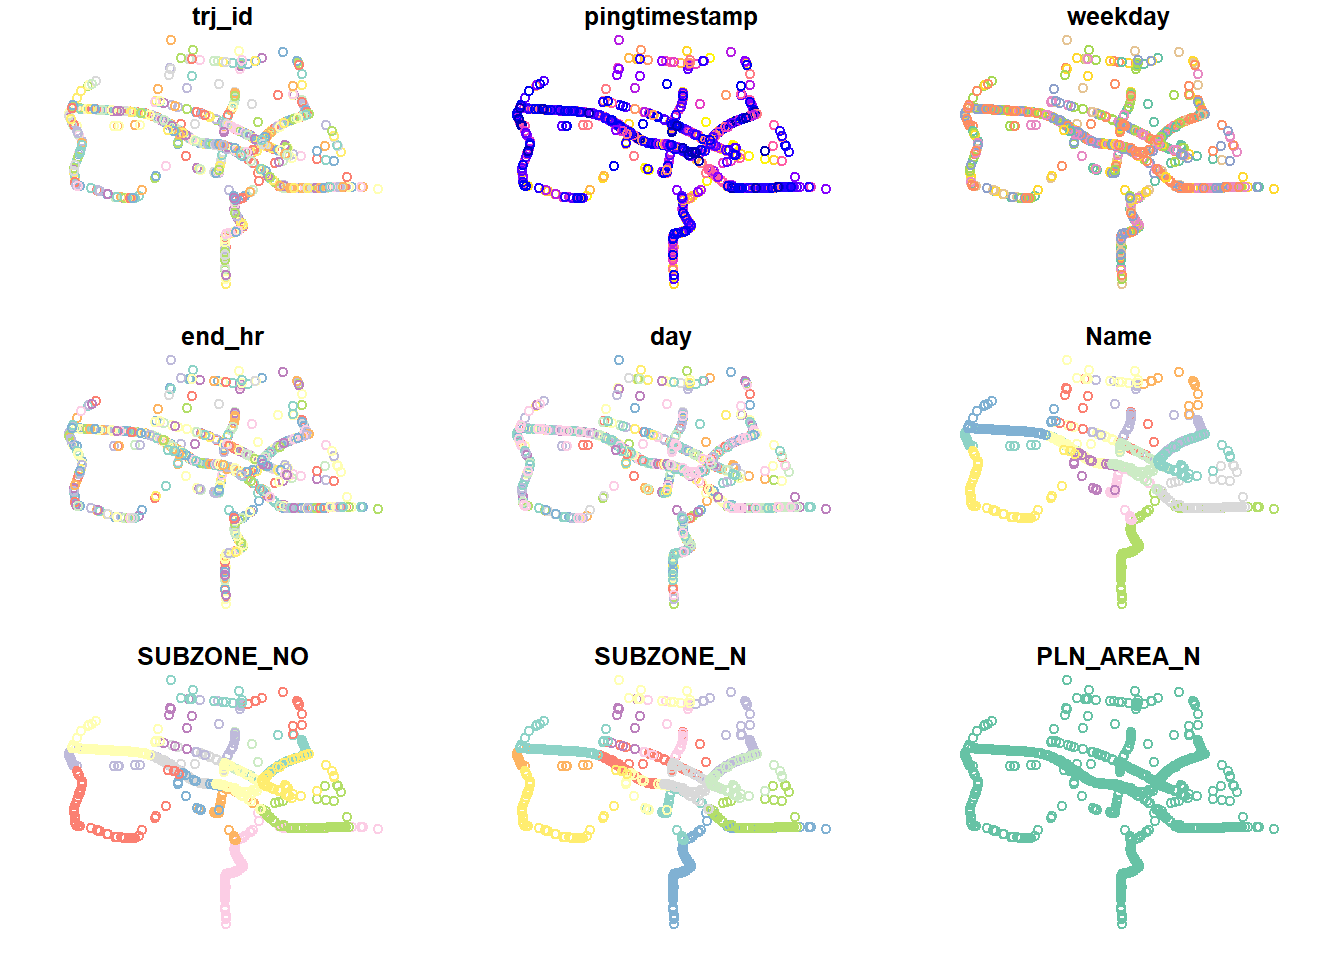 trj_id
pingtimestamp
weekday
end_hr
day
Name
SUBZONE_NO
SUBZONE_N
PLN_AREA_N